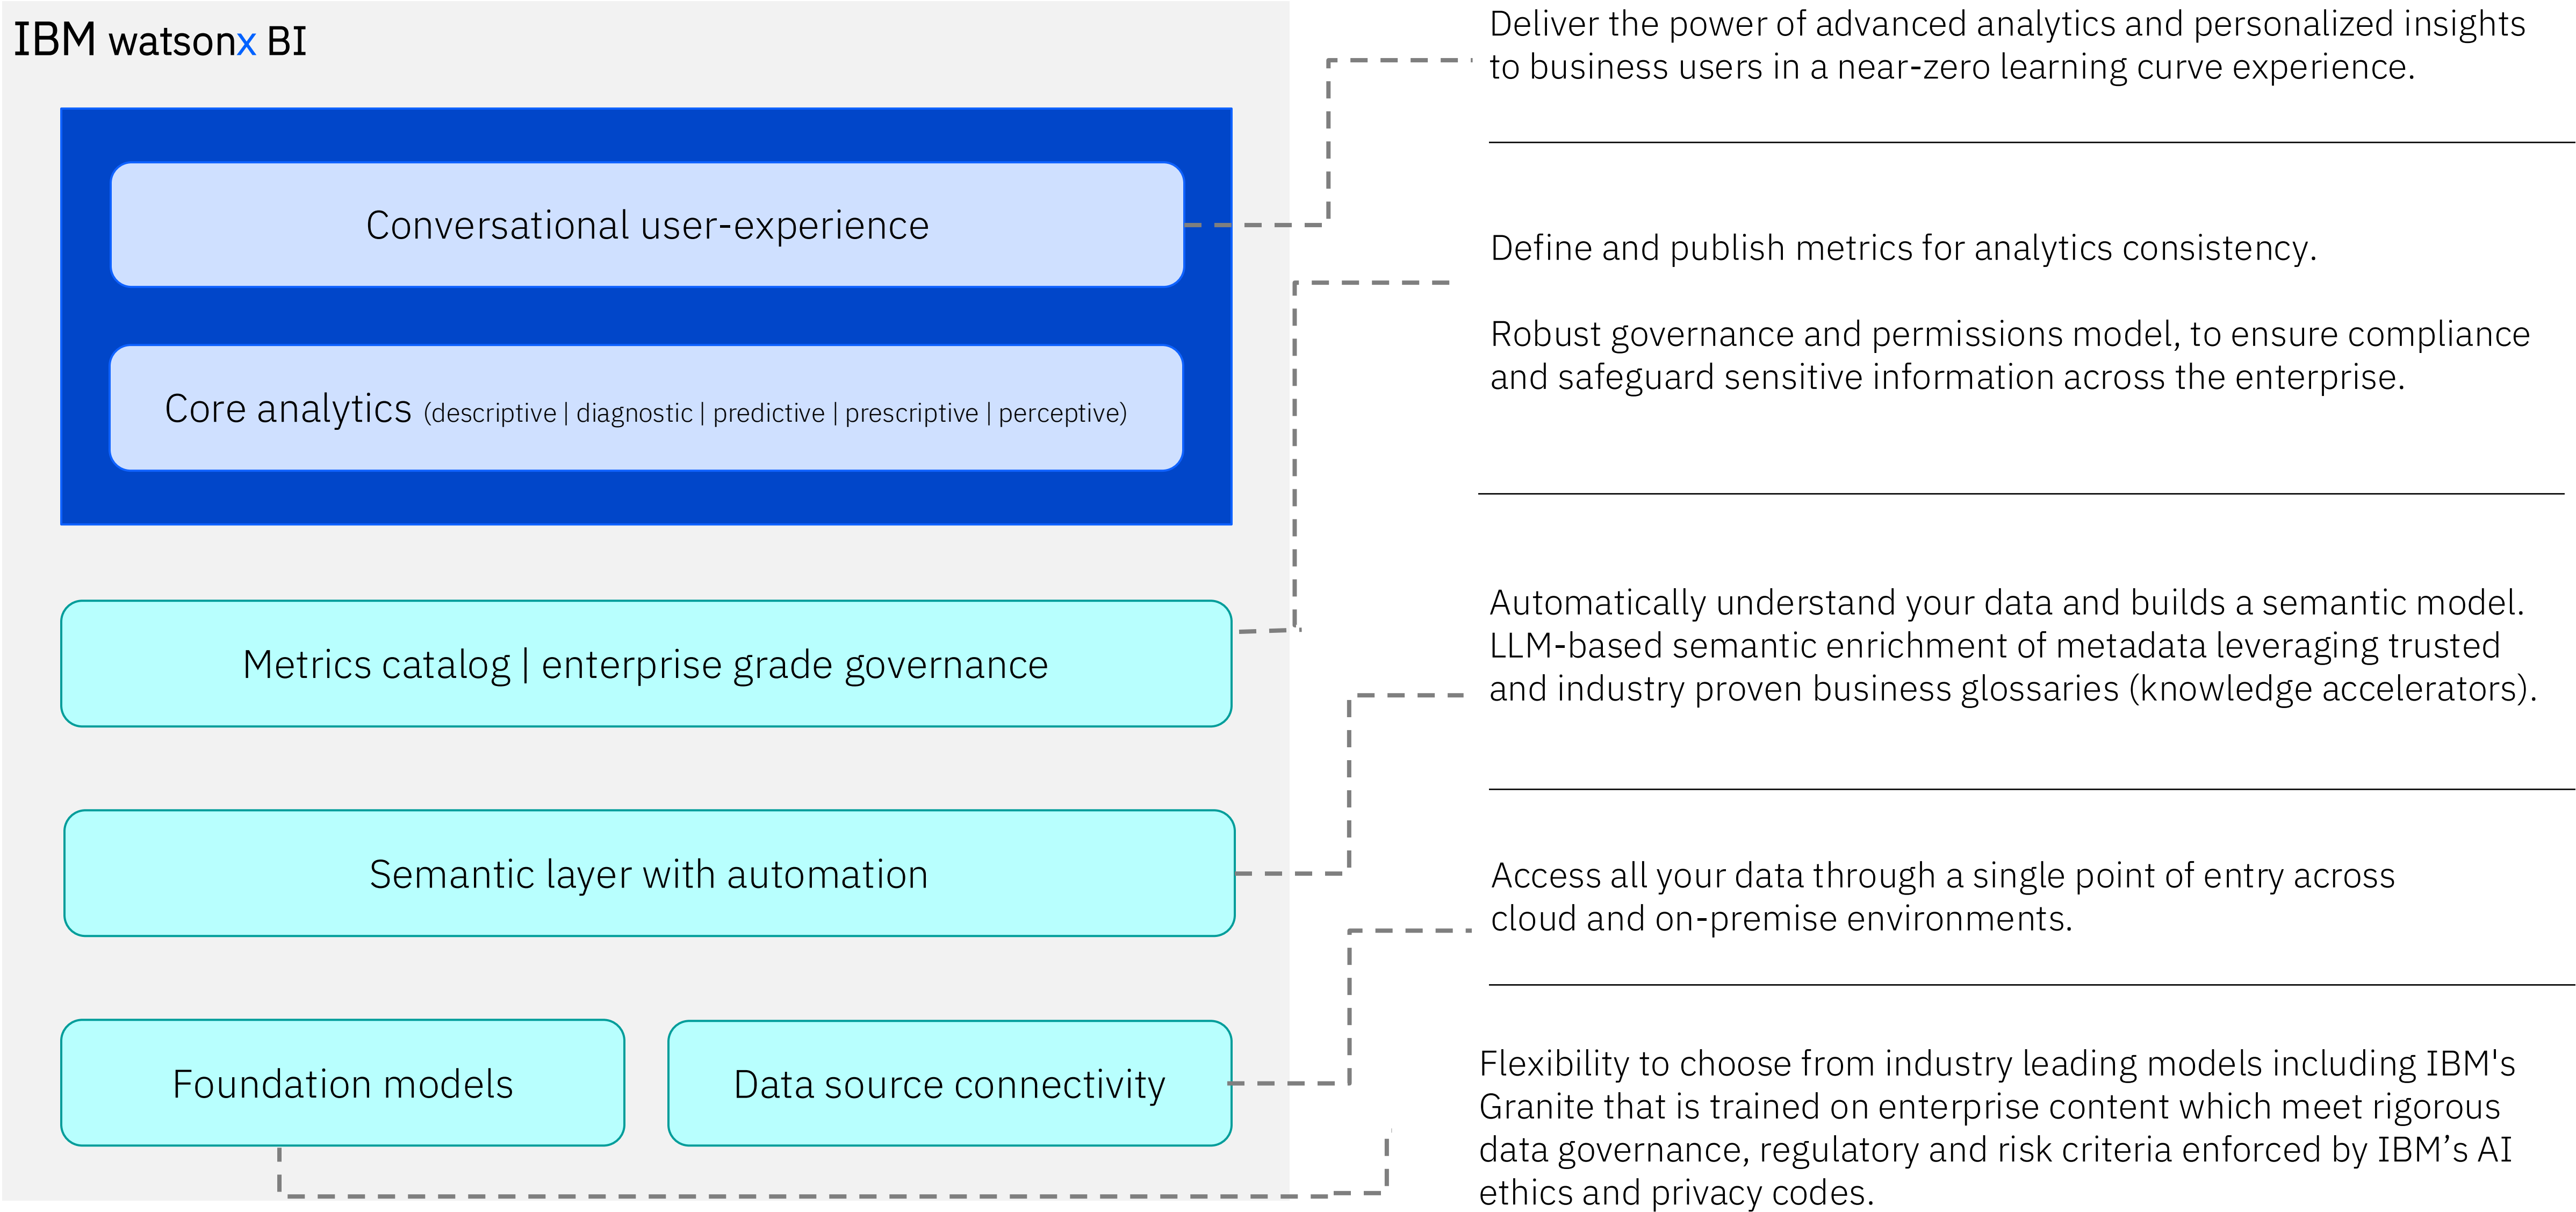 IBM watsonx BI
Conversational user-experience
Core analytics (descriptive | diagnostic | predictive | prescriptive | perceptive)
Metrics catalog | enterprise grade governance
Semantic layer with automation
Foundation models
Data source connectivity
Deliver the power of advanced analytics and personalized insights
to business users in a near-zero learning curve experience.
Define and publish metrics for analytics consistency.
Robust governance and permissions model, to ensure compliance
and safeguard sensitive information across the enterprise.
Automatically understand your data and builds a semantic model.
LLM-based semantic enrichment of metadata leveraging trusted
and industry proven business glossaries (knowledge accelerators).
Access all your data through a single point of entry across
cloud and on-premise environments.
Flexibility to choose from industry leading models including IBM's
Granite that is trained on enterprise content which meet rigorous
data governance, regulatory and risk criteria enforced by IBM’s AI
ethics and privacy codes.